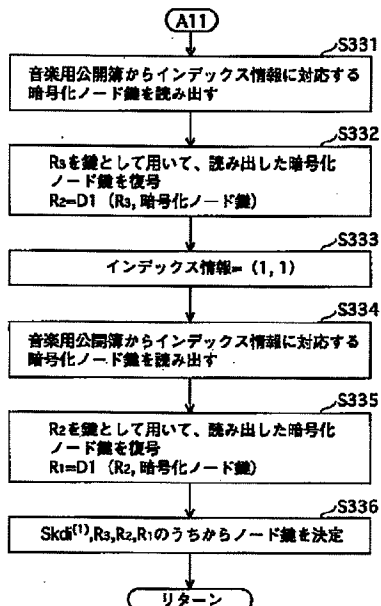 A11
S331
音楽用公開簿からインデックス情報に対応する
暗号化ノード鍵を読み出す
S332
R3を鍵として用いて、読み出した暗号化
ノード鍵を復号
R2=D1 (R3, 暗号化ノード鍵)
S333
インデックス情報= (1, 1)
S334
音楽用公開簿からインデックス情報に対応する
暗号化ノード鍵を読み出す
S335
R2を鍵として用いて、読み出した暗号化
ノード鍵を復号
R1=D1 (R2, 暗号化ノード鍵)
S336
Skdi(1),R3,R2,R1のうちからノード鍵を決定
リターン